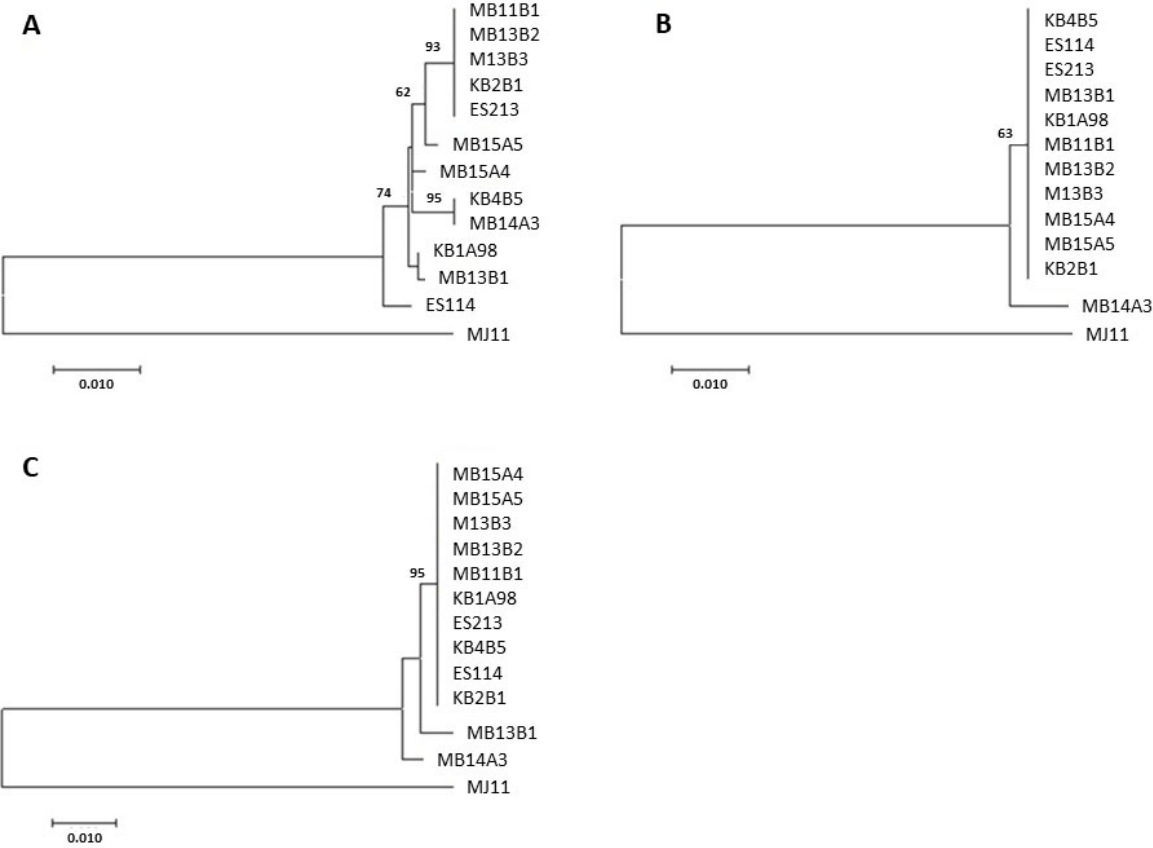 A
MB11B1
MB13B2
93
M13B3
62
KB2B1
ES213
MB15A5
MB15A4
74
95
KB4B5
MB14A3
KB1A98
MB13B1
ES114
MJ11
0.010
B
KB4B5
ES114
ES213
MB13B1
KB1A98
63
MB11B1
MB13B2
M13B3
MB15A4
MB15A5
KB2B1
MB14A3
MJ11
0.010
C
MB15A4
MB15A5
M13B3
MB13B2
95
MB11B1
KB1A98
ES213
KB4B5
ES114
KB2B1
MB13B1
MB14A3
MJ11
0.010